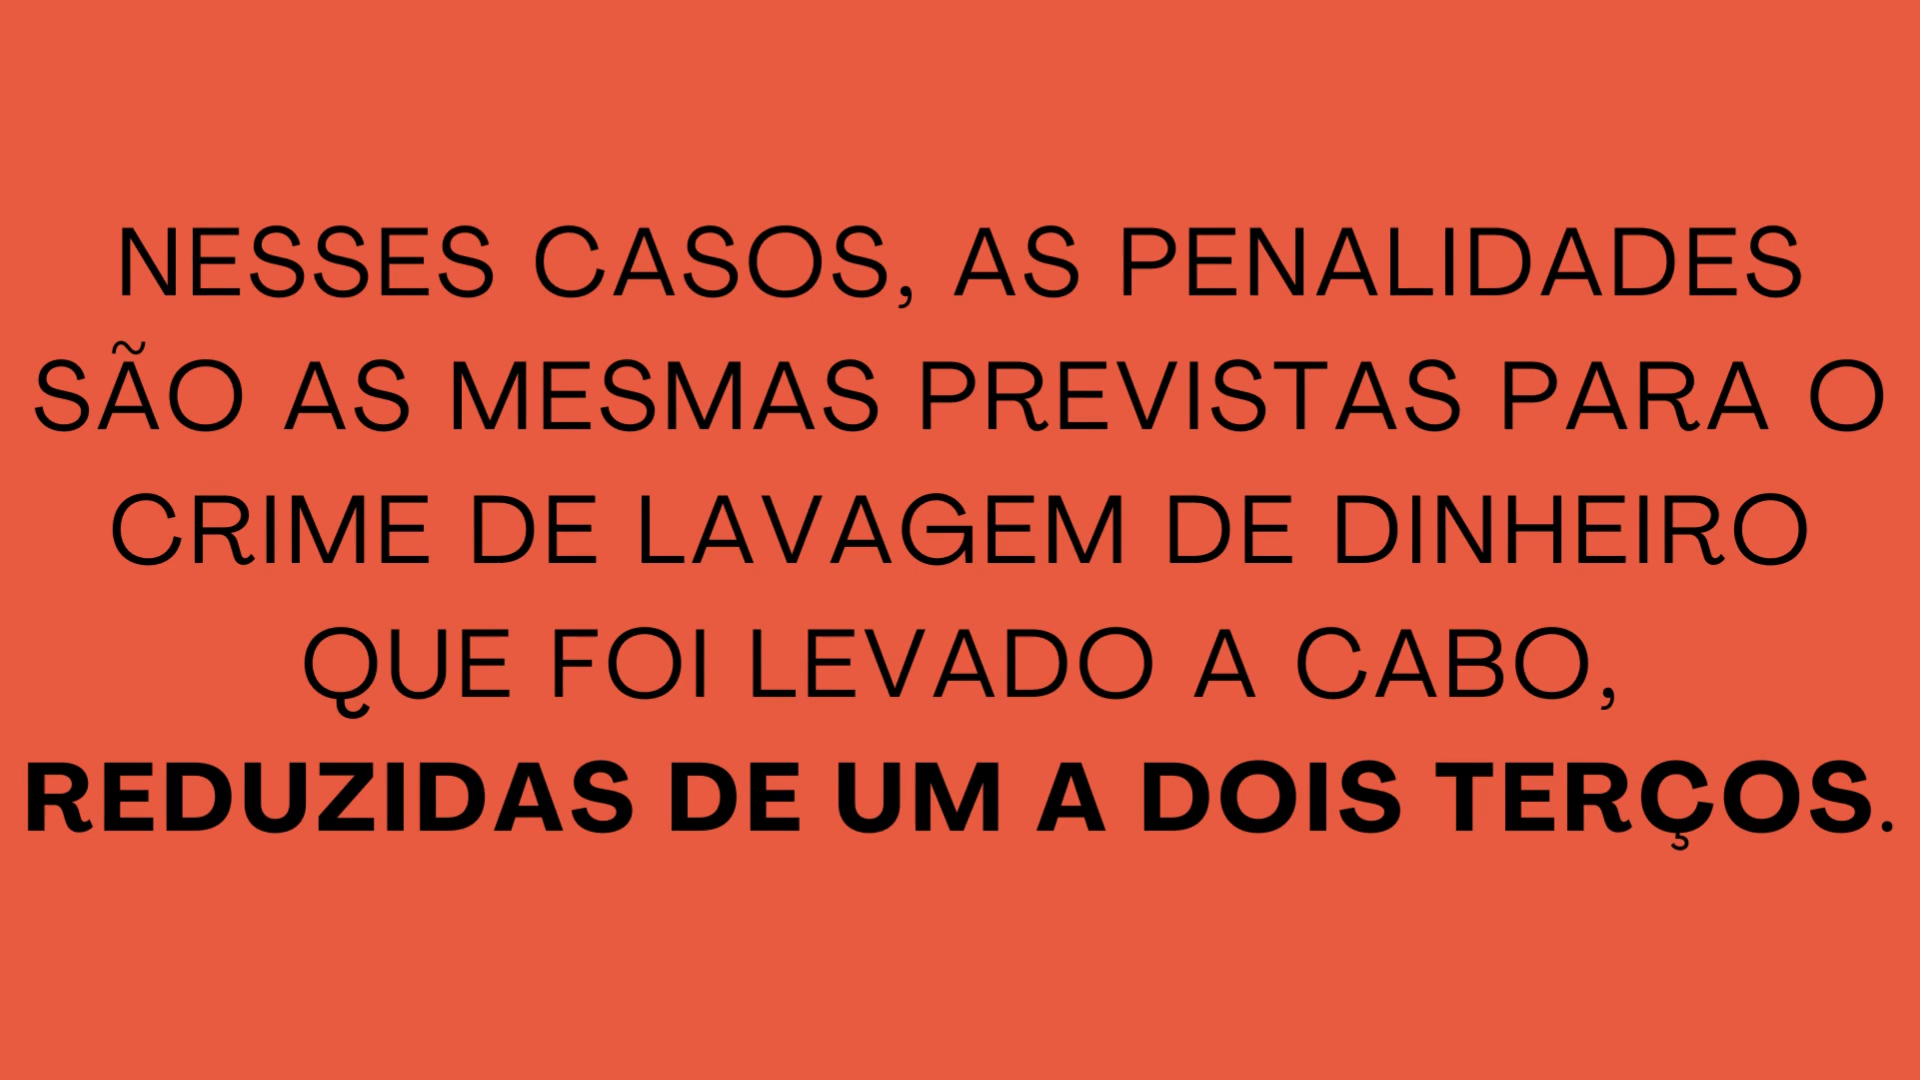 NESSES CASOS, AS PENALIDADES
SÃO AS MESMAS PREVISTAS PARA O
CRIME DE LAVAGEM DE DINHEIRO
QUE FOI LEVADO A CABO,
REDUZIDAS DE UM A DOIS TERÇOS.